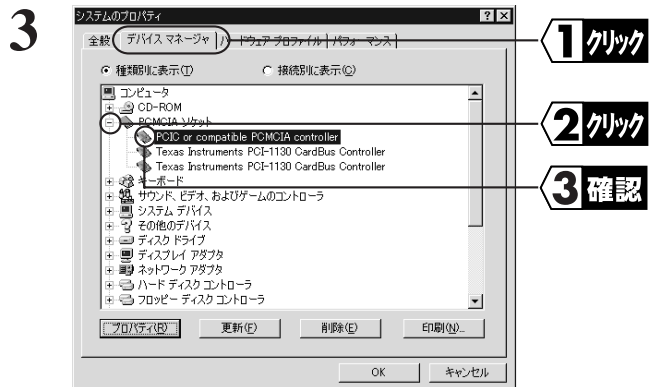 3
システムのプロパティ
全般 デバイス マネージャ ハードウェア プロファイル パフォーマンス
種類別に表示(T) 接続別に表示(C)
コンピュータ
CD-ROM
PCMCIA ソケット
PCIC or compatible PCMCIA controller
Texas Instruments PCI-1130 CardBus Controller
Texas Instruments PCI-1130 CardBus Controller
キーボード
サウンド、ビデオ、およびゲームのコントローラ
システム デバイス
その他のデバイス
ディスク ドライブ
ディスプレイ アダプタ
ネットワーク アダプタ
ハード ディスク コントローラ
フロッピー ディスク コントローラ
プロパティ(R) 更新(F) 削除(E) 印刷(N)...
OK キャンセル
1 クリック
2 クリック
3 確認